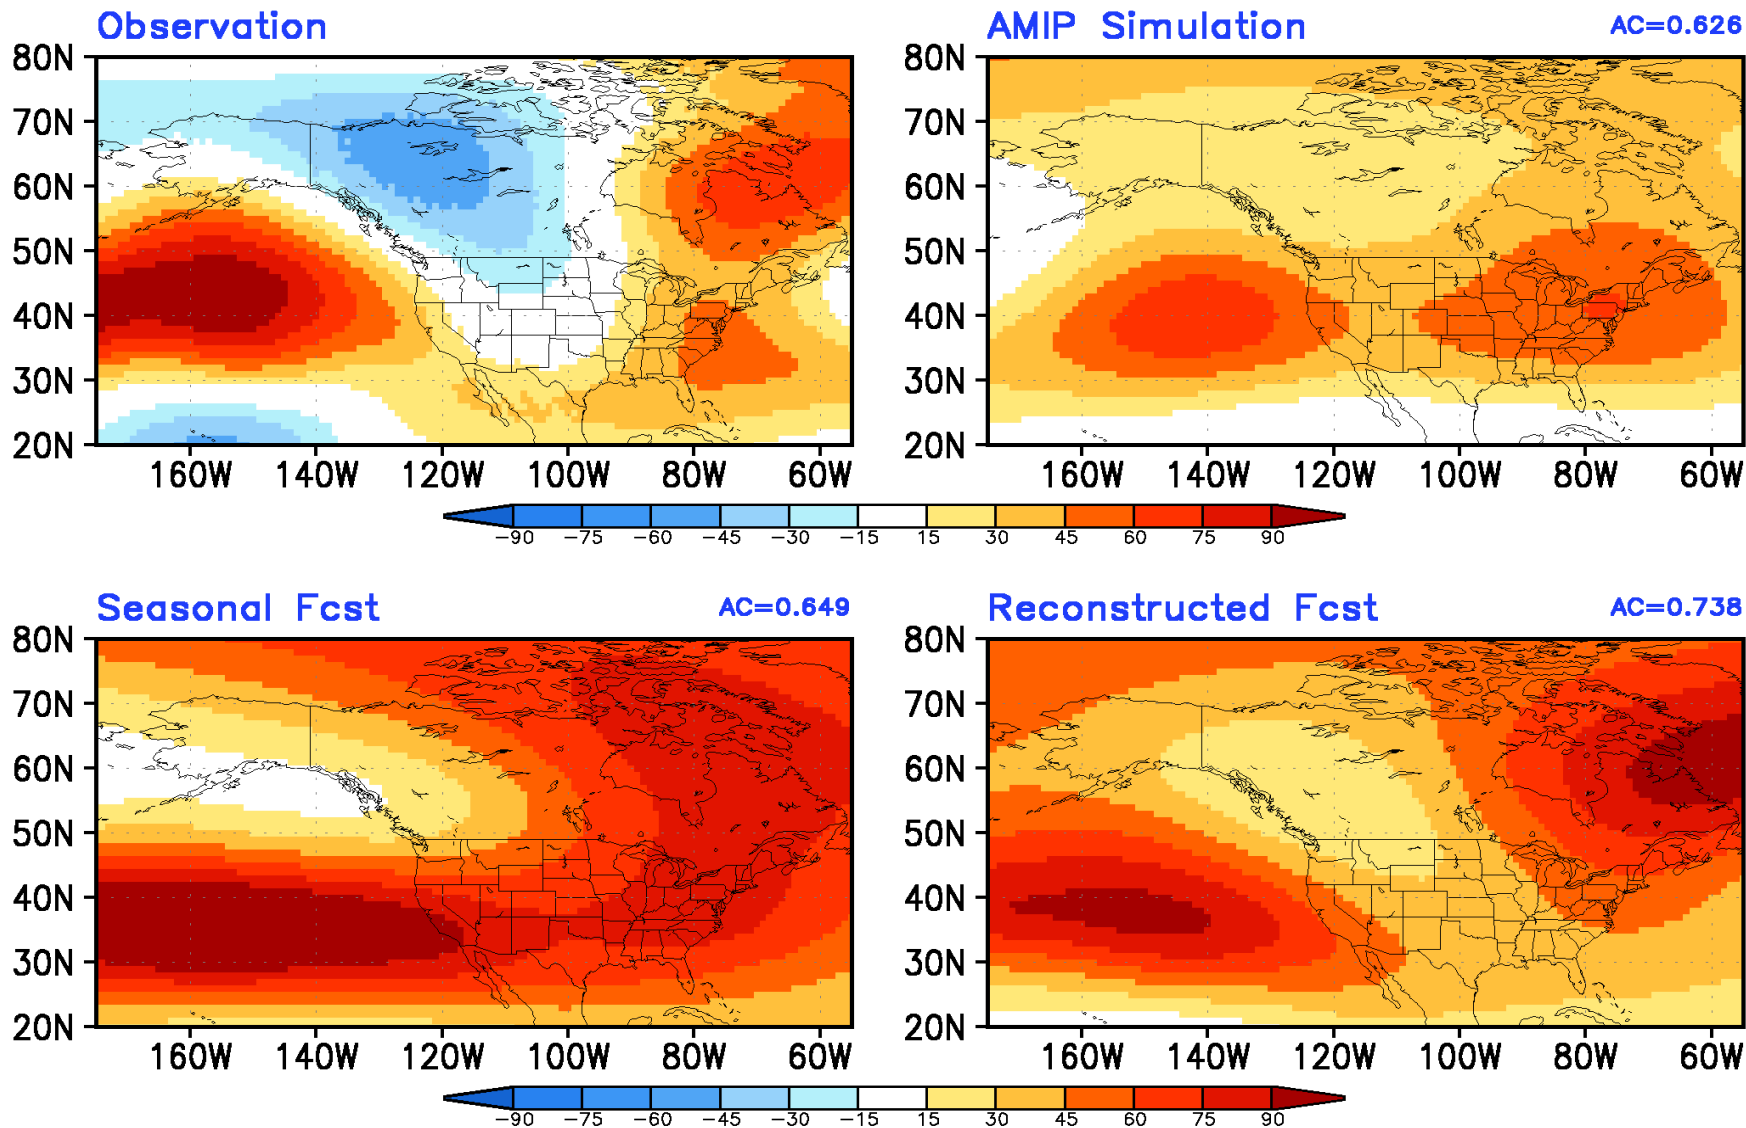 Observation
AMIP Simulation AC=0.626
80N 80N
70N 70N
60N 60N
50N 50N
40N 40N
30N 30N
20N 20N
160W 140W 120W 100W 80W 60W 160W 140W 120W 100W 80W 60W
-90 -75 -60 -45 -30 -15 15 30 45 60 75 90
Seasonal Fcst AC=0.649
Reconstructed Fcst AC=0.738
80N 80N
70N 70N
60N 60N
50N 50N
40N 40N
30N 30N
20N 20N
160W 140W 120W 100W 80W 60W 160W 140W 120W 100W 80W 60W
-90 -75 -60 -45 -30 -15 15 30 45 60 75 90